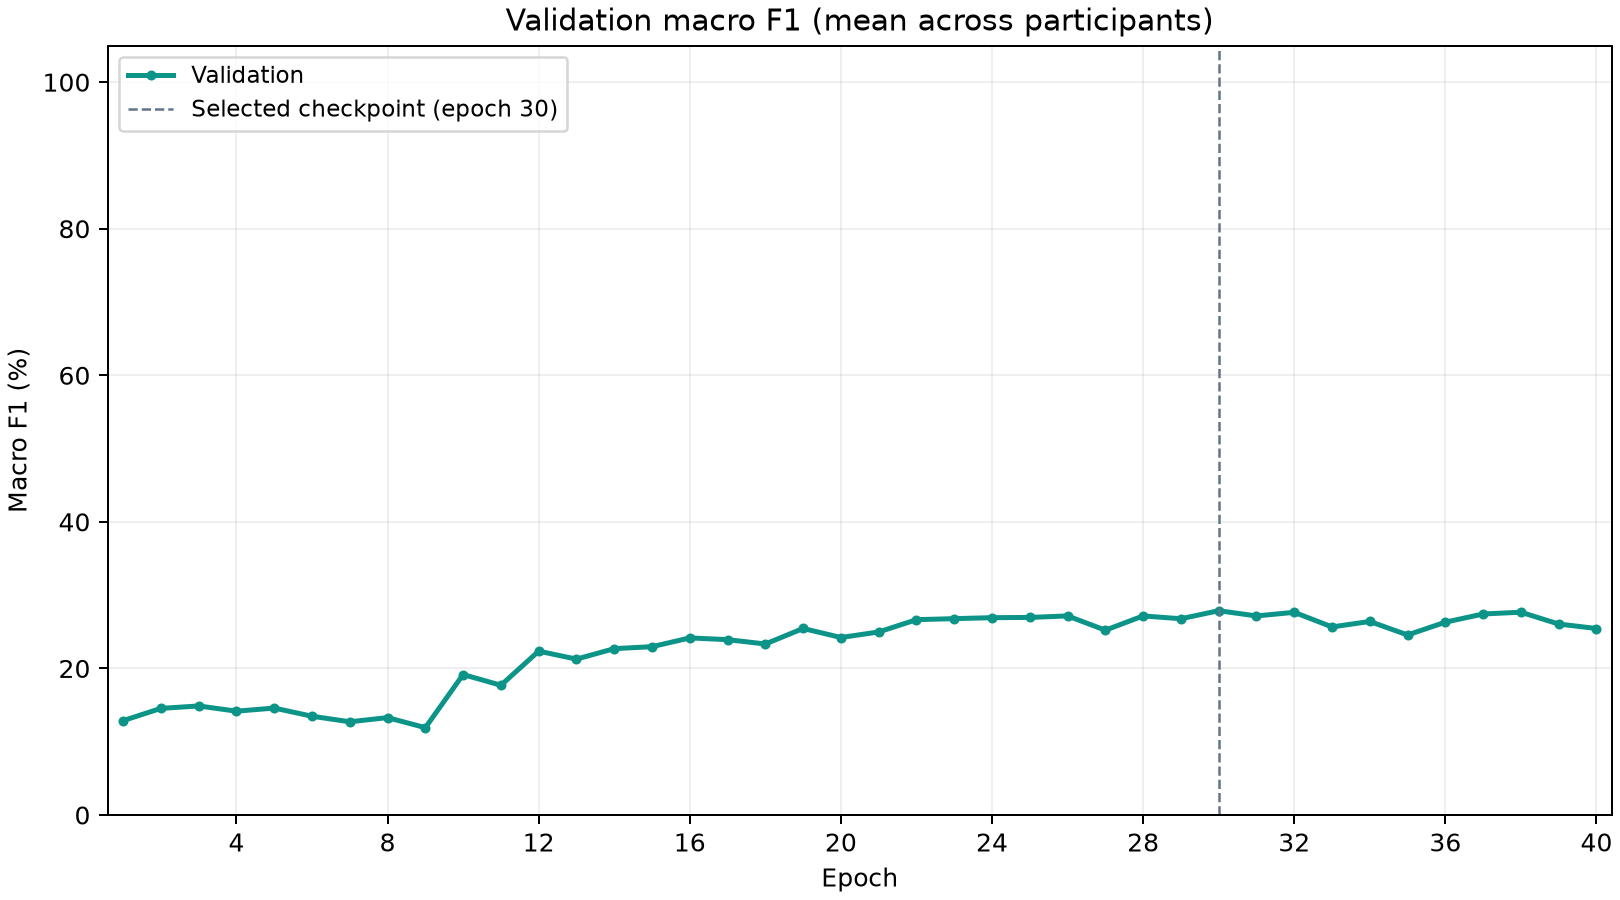 Validation macro F1 (mean across participants)
Validation
Selected checkpoint (epoch 30)
Macro F1 (%)
100
80
60
40
20
0
4 8 12 16 20 24 28 32 36 40
Epoch